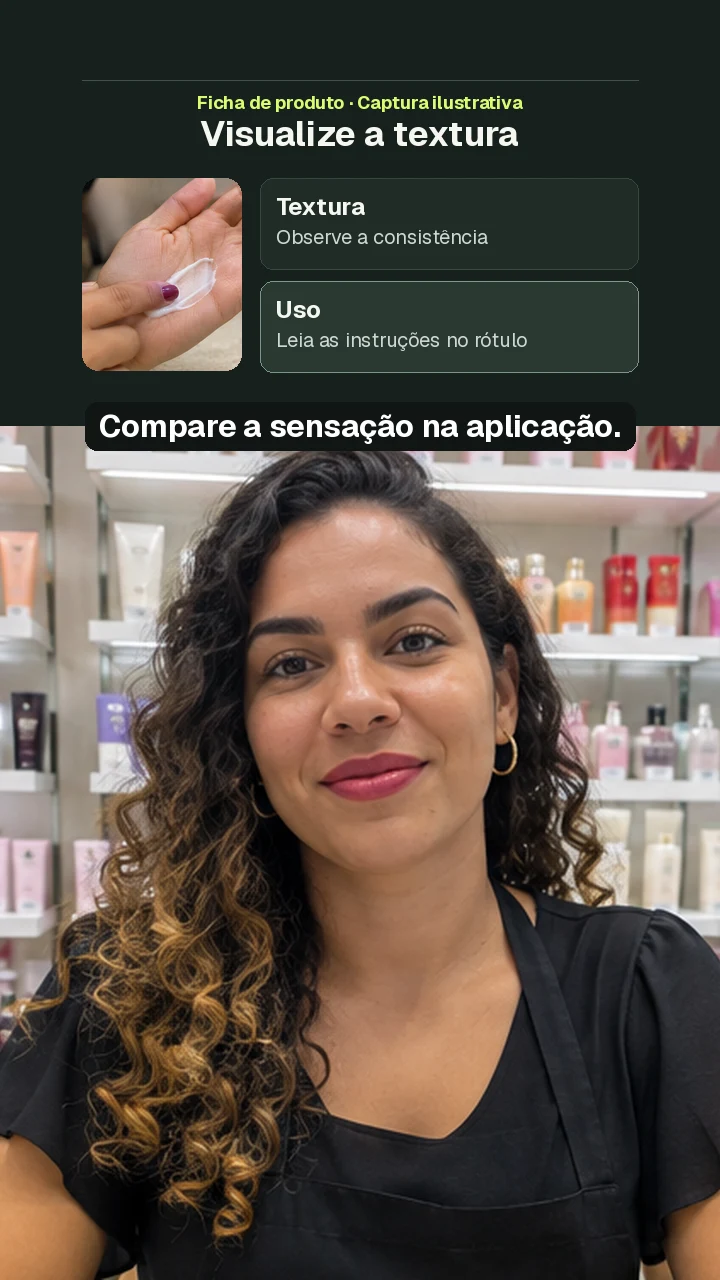 Ficha de produto · Captura ilustrativa
Visualize a textura
Textura
Observe a consistência
Uso
Leia as instruções no rótulo
Compare a sensação na aplicação.